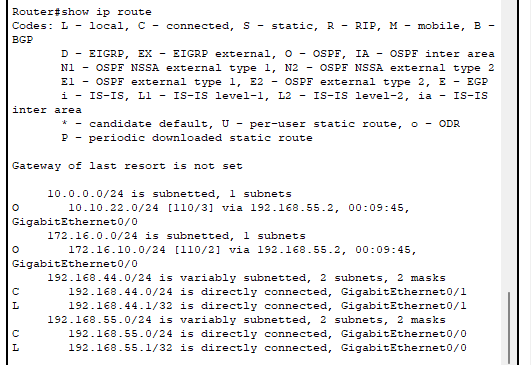 Router#show ip route
Codes: L - local, C - connected, S - static, R - RIP, M - mobile, B -
BGP
D - EIGRP, EX - EIGRP external, O - OSPF, IA - OSPF inter area
N1 - OSPF NSSA external type 1, N2 - OSPF NSSA external type 2
E1 - OSPF external type 1, E2 - OSPF external type 2, E - EGP
i - IS-IS, L1 - IS-IS level-1, L2 - IS-IS level-2, ia - IS-IS
inter area
* - candidate default, U - per-user static route, o - ODR
P - periodic downloaded static route
Gateway of last resort is not set
10.0.0.0/24 is subnetted, 1 subnets
O 10.10.22.0/24 [110/3] via 192.168.55.2, 00:09:45,
GigabitEthernet0/0
172.16.0.0/24 is subnetted, 1 subnets
O 172.16.10.0/24 [110/2] via 192.168.55.2, 00:09:45,
GigabitEthernet0/0
192.168.44.0/24 is variably subnetted, 2 subnets, 2 masks
C 192.168.44.0/24 is directly connected, GigabitEthernet0/1
L 192.168.44.1/32 is directly connected, GigabitEthernet0/1
192.168.55.0/24 is variably subnetted, 2 subnets, 2 masks
C 192.168.55.0/24 is directly connected, GigabitEthernet0/0
L 192.168.55.1/32 is directly connected, GigabitEthernet0/0